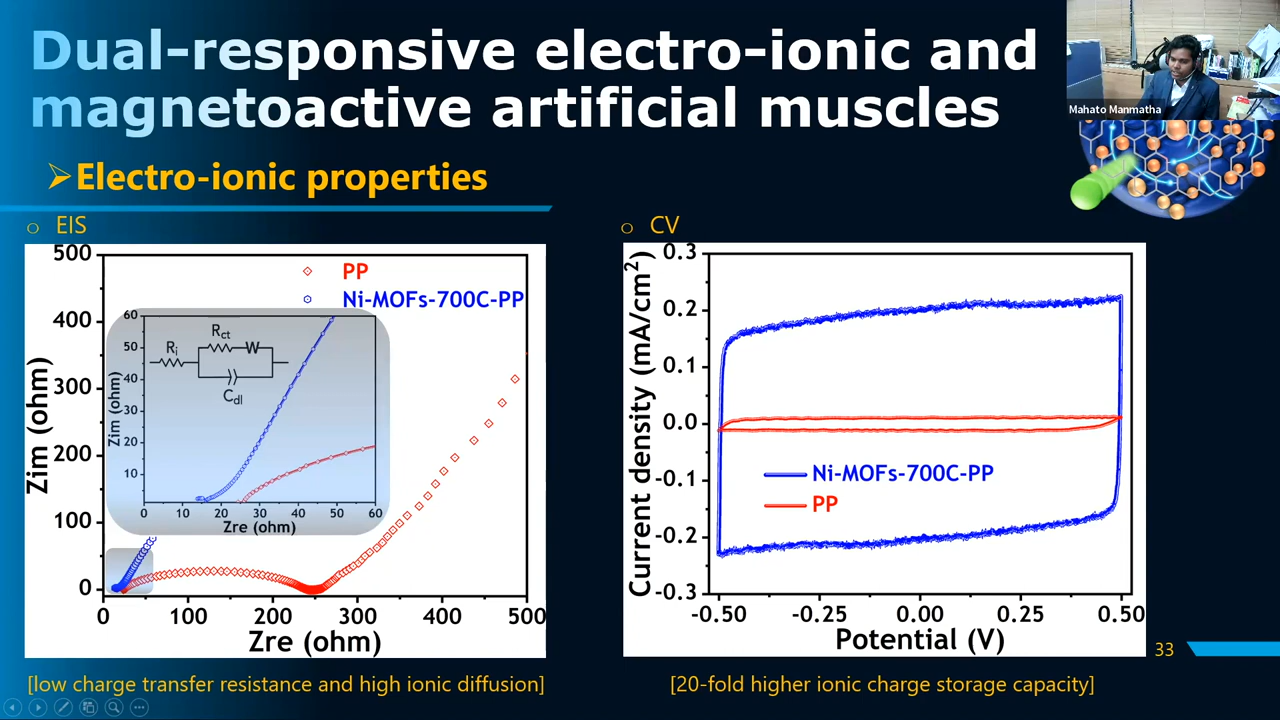 Dual-responsive electro-ionic and
magnetoactive artificial muscles
Mahato Manmatha
➢Electro-ionic properties
○ EIS
500
400
300
200
100
0
Zim (ohm)
0 100 200 300 400 500
Zre (ohm)
PP
Ni-MOFs-700C-PP
60
50
40
30
20
10
Zim (ohm)
0 10 20 30 40 50 60
Zre (ohm)
Ri
Rct
W
Cdl
[low charge transfer resistance and high ionic diffusion]
○ CV
0.3
0.2
0.1
0.0
-0.1
-0.2
-0.3
Current density (mA/cm²)
Ni-MOFs-700C-PP
PP
-0.50 -0.25 0.00 0.25 0.50
Potential (V)
[20-fold higher ionic charge storage capacity]
33